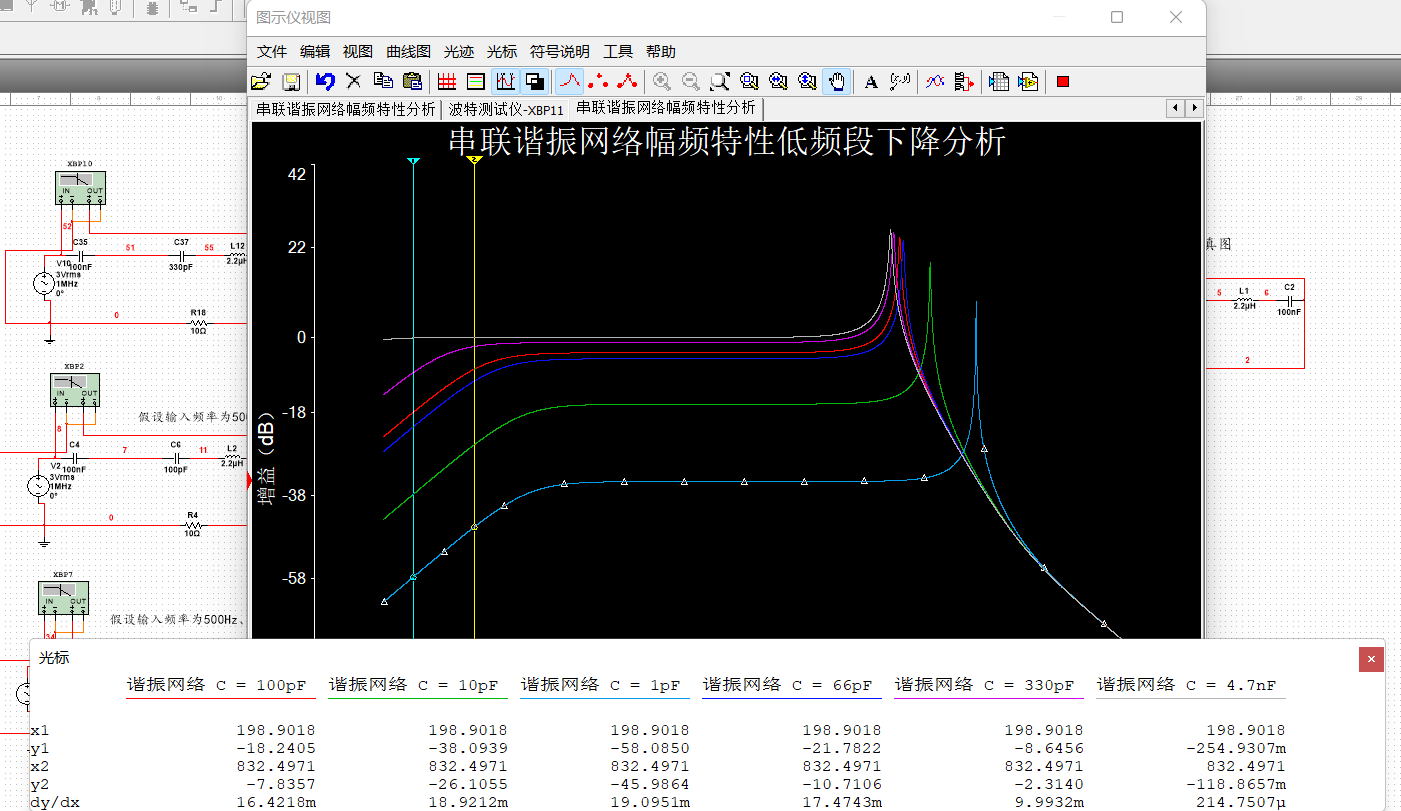 图示仪视图
文件 编辑 视图 曲线图 光迹 光标 符号说明 工具 帮助
串联谐振网络幅频特性分析 波特测试仪-XBP11 串联谐振网络幅频特性分析
串联谐振网络幅频特性低频段下降分析
42
22
0
-18
-38
-58
增益（dB）
1
2
XBP10
IN OUT
52
C35
100nF
51
C37
330pF
55
L12
2.2µH
V10
3Vrms
1MHz
0°
0
R18
10Ω
XBP2
IN OUT
假设输入频率为500
8
C4
100nF
7
C6
100pF
11
L2
2.2µH
V2
3Vrms
1MHz
0°
0
R4
10Ω
XBP7
IN OUT
假设输入频率为500Hz、
34
真图
5
L1
2.2µH
6
C2
100nF
2
光标
谐振网络 C = 100pF 谐振网络 C = 10pF 谐振网络 C = 1pF 谐振网络 C = 66pF 谐振网络 C = 330pF 谐振网络 C = 4.7nF
x1 198.9018 198.9018 198.9018 198.9018 198.9018 198.9018
y1 -18.2405 -38.0939 -58.0850 -21.7822 -8.6456 -254.9307m
x2 832.4971 832.4971 832.4971 832.4971 832.4971 832.4971
y2 -7.8357 -26.1055 -45.9864 -10.7106 -2.3140 -118.8657m
dy/dx 16.4218m 18.9212m 19.0951m 17.4743m 9.9932m 214.7507µ